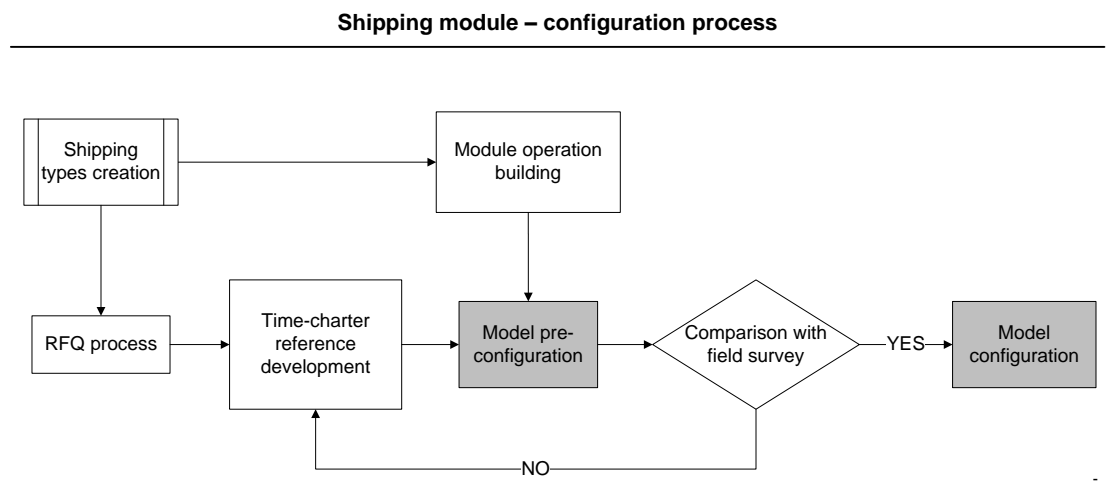 Shipping module – configuration process
Shipping
types creation
Module operation
building
RFQ process
Time-charter
reference
development
Model pre-
configuration
Comparison with
field survey
YES
Model
configuration
NO
-